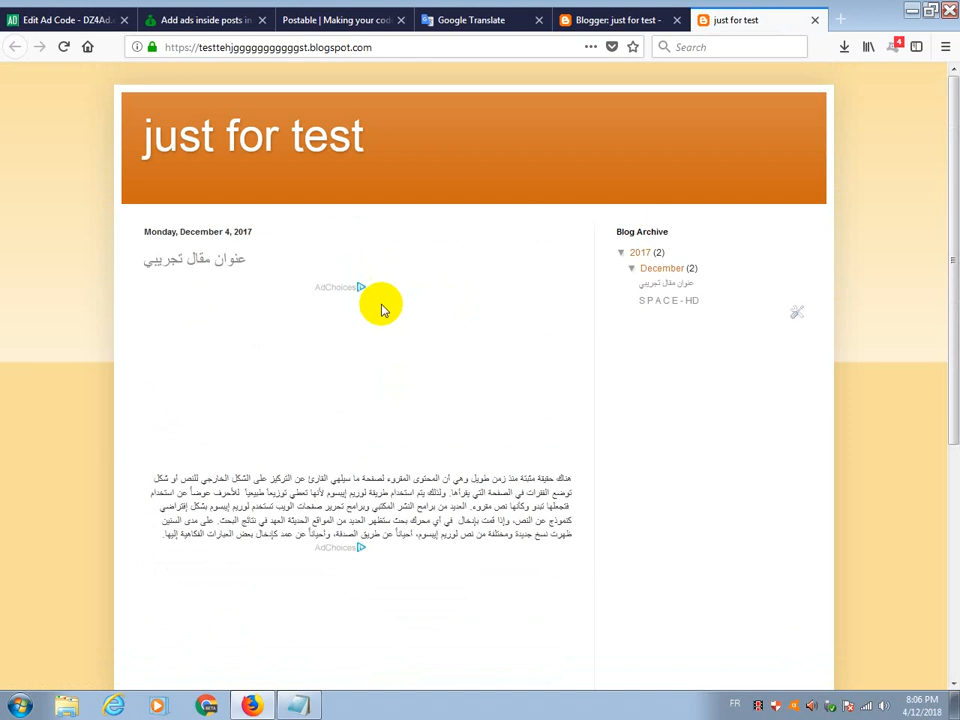 Edit Ad Code - DZ4Ad
Add ads inside posts in
Postable | Making your cod
Google Translate
Blogger: just for test -
just for test
https://testtehjgggggggggggst.blogspot.com
Search
4
just for test
Monday, December 4, 2017
عنوان مقال تجريبي
AdChoices
هناك حقيقة مثبتة منذ زمن طويل وهي أن المحتوى المقروء لصفحة ما سيلهي القارئ عن التركيز على الشكل الخارجي للنص أو شكل
توضع الفقرات في الصفحة التي يقرأها. ولذلك يتم استخدام طريقة لوريم إيبسوم لأنها تعطي توزيعاً طبيعياً للأحرف عوضاً عن استخدام
فتجعلها تبدو وكأنها نص مقروء. العديد من برامج النشر المكتبي وبرامج تحرير صفحات الويب تستخدم لوريم إيبسوم بشكل إفتراضي
كنموذج عن النص، وإذا قمت بإدخال في أي محرك بحث ستظهر العديد من المواقع الحديثة العهد في نتائج البحث. على مدى السنين
ظهرت نسخ جديدة ومختلفة من نص لوريم إيبسوم، أحياناً عن طريق الصدفة، وأحياناً عن عمد كإدخال بعض العبارات الفكاهية إليها.
AdChoices
Blog Archive
▼ 2017 (2)
▼ December (2)
عنوان مقال تجريبي
S P A C E - HD
FR
8:06 PM
4/12/2018